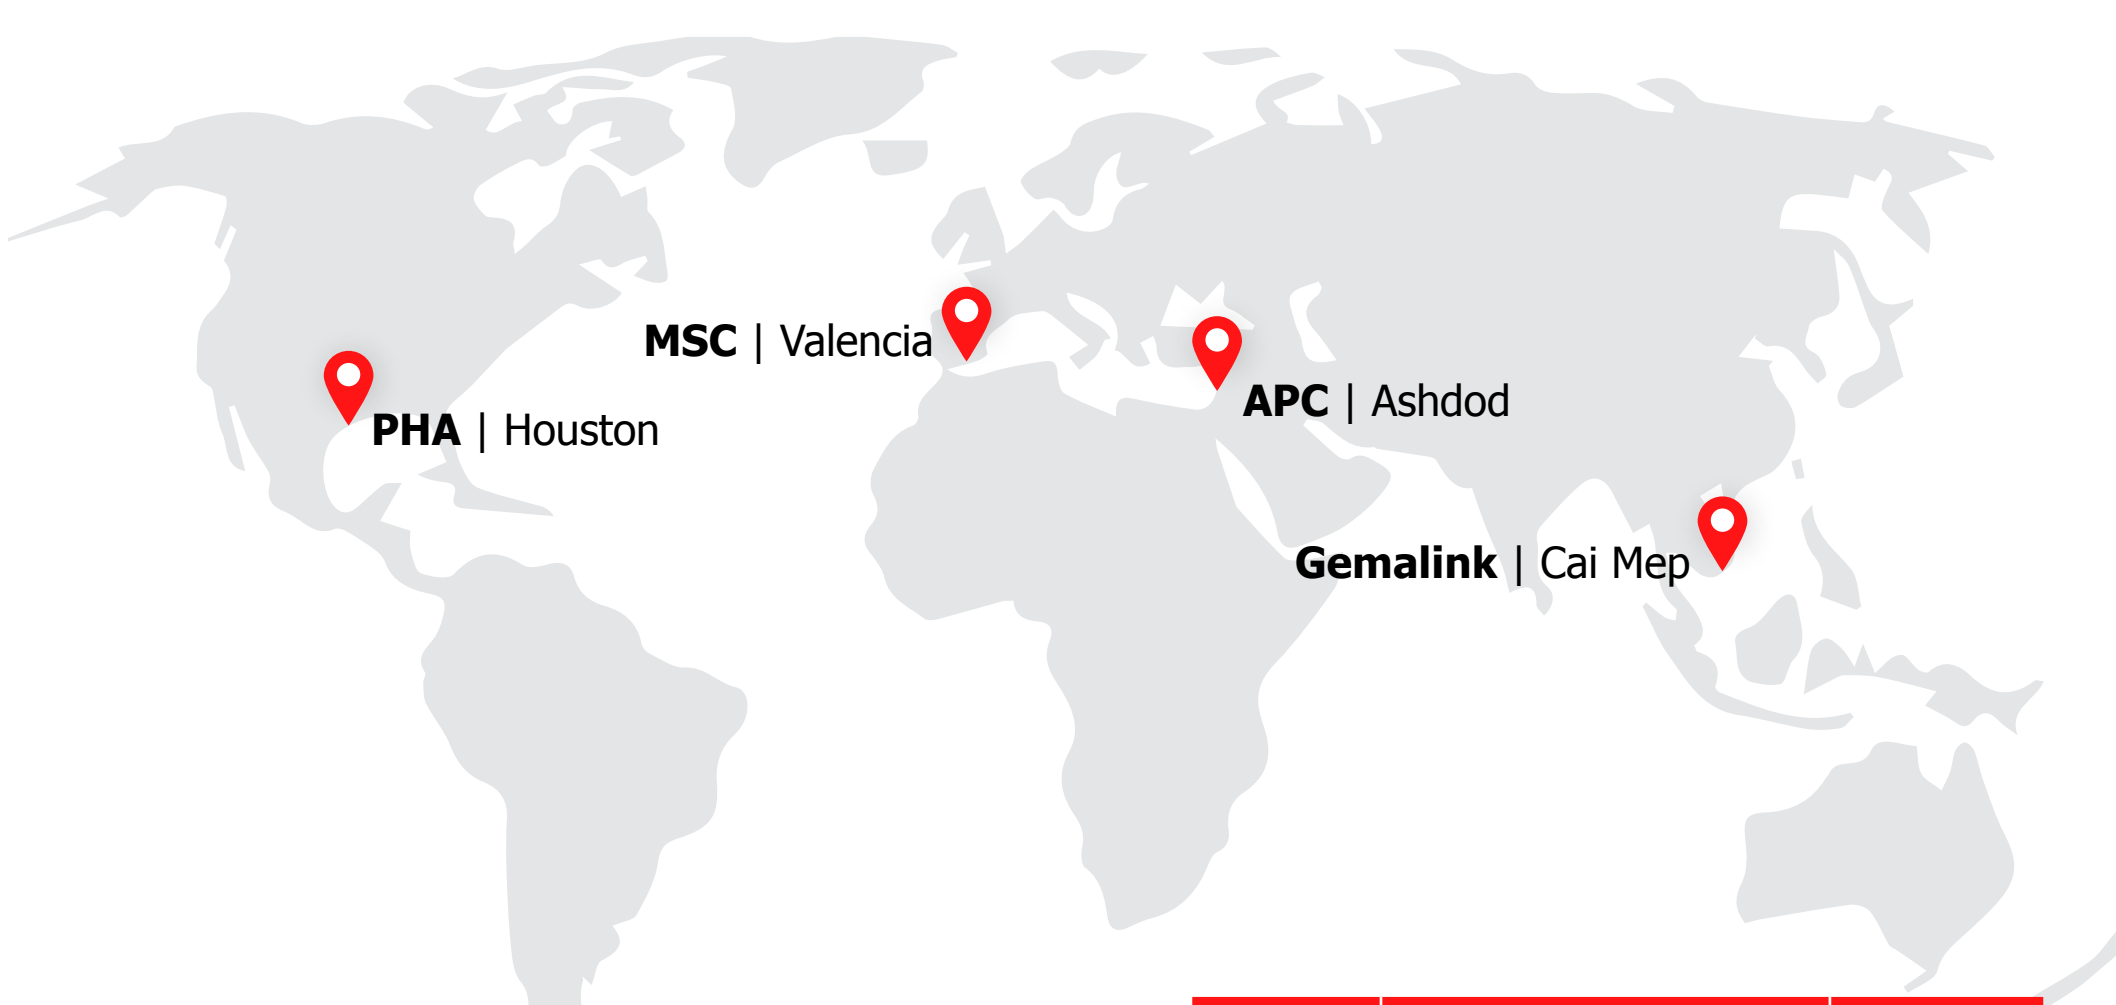 MSC | Valencia
APC | Ashdod
PHA | Houston
Gemalink | Cai Mep